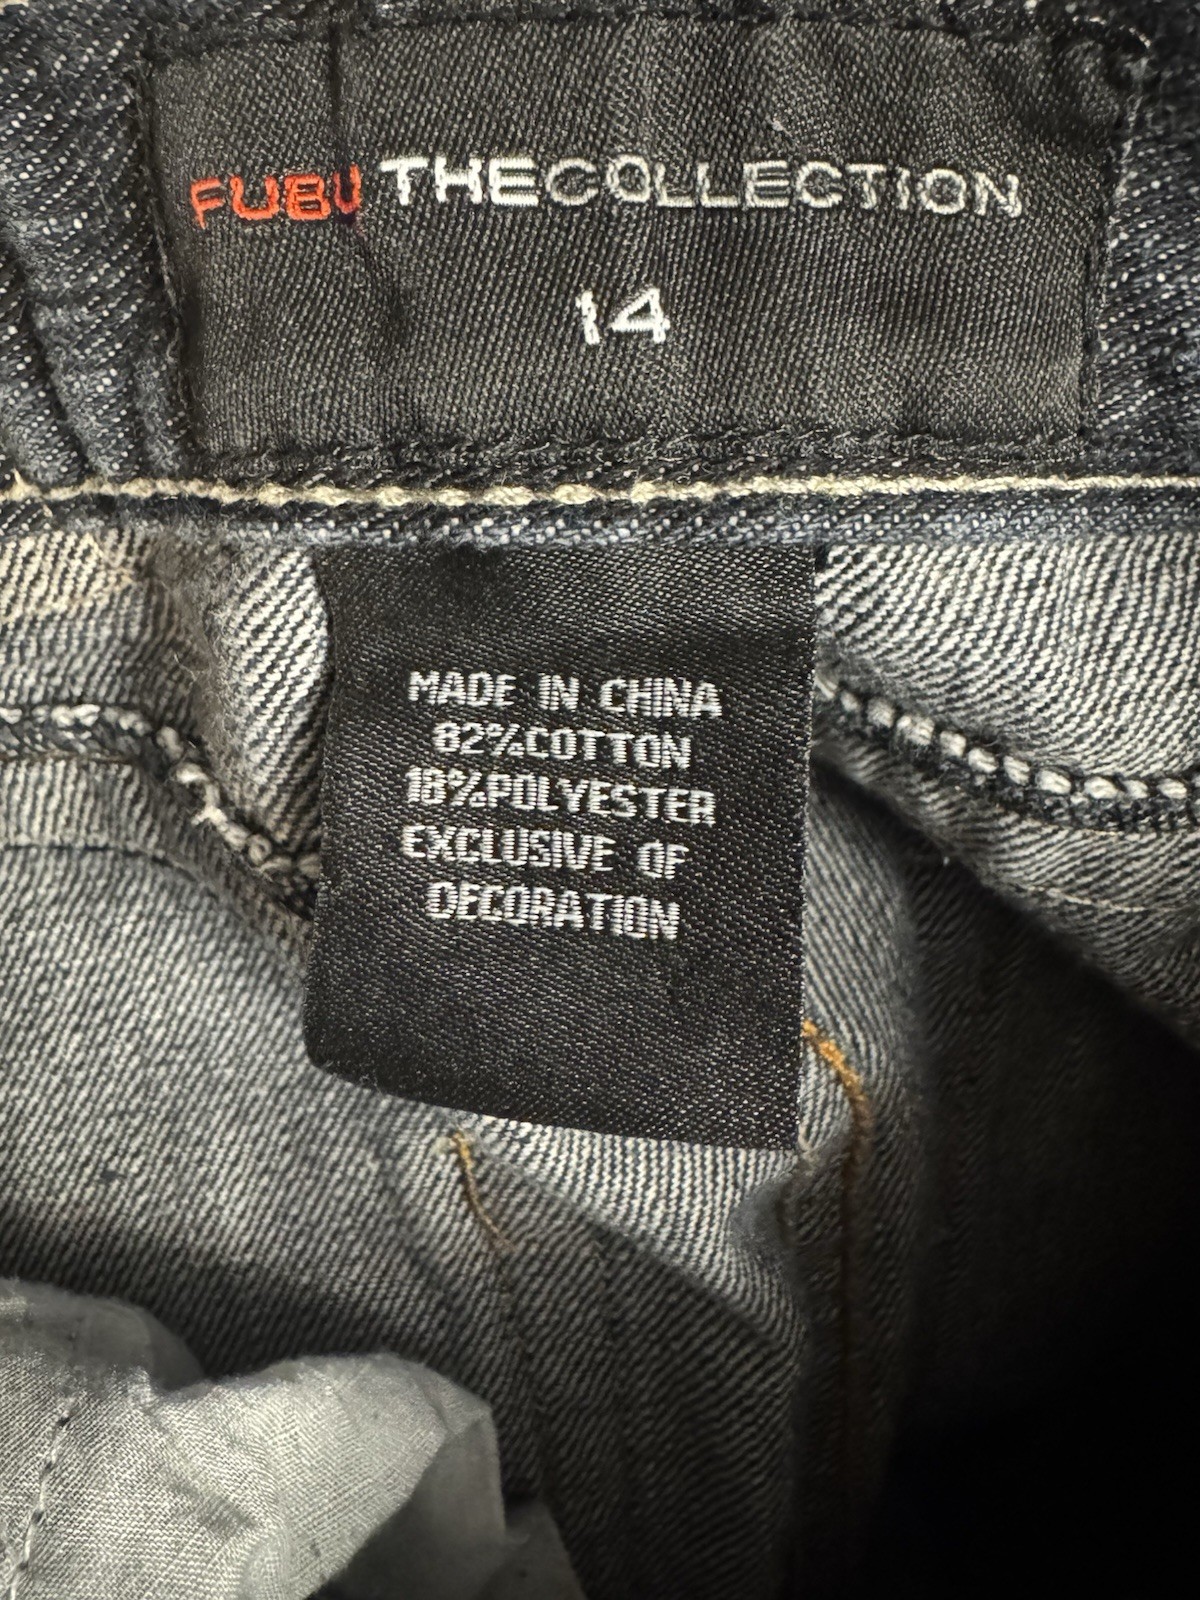 FUBU THECOLLECTION
14
MADE IN CHINA
82%COTTON
18%POLYESTER
EXCLUSIVE OF
DECORATION